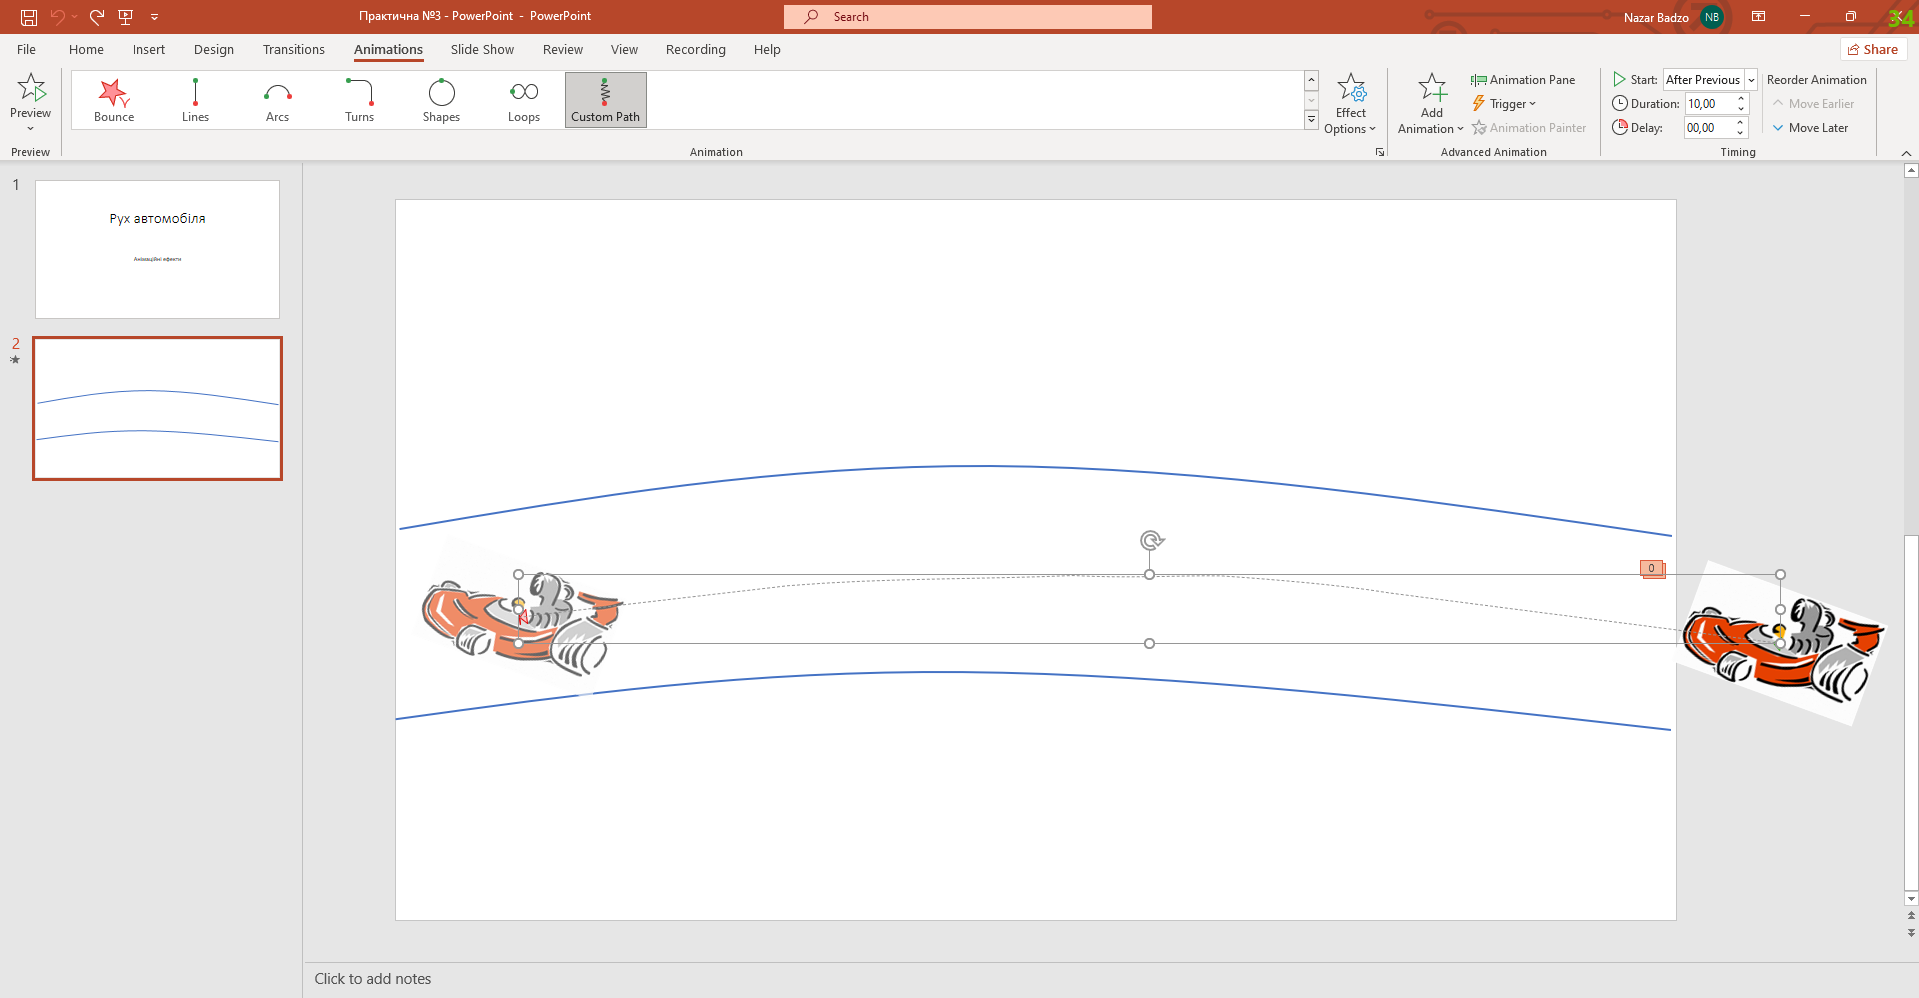 Практична №3 - PowerPoint - PowerPoint
Search
Nazar Badzo
NB
34
File
Home
Insert
Design
Transitions
Animations
Slide Show
Review
View
Recording
Help
Share
Preview
Preview
Bounce
Lines
Arcs
Turns
Shapes
Loops
Custom Path
Animation
Effect
Options
Add
Animation
Animation Pane
Trigger
Animation Painter
Advanced Animation
Start: After Previous
Duration: 10,00
Delay: 00,00
Reorder Animation
Move Earlier
Move Later
Timing
1
Рух автомобіля
Анімаційні ефекти
2
0
Click to add notes